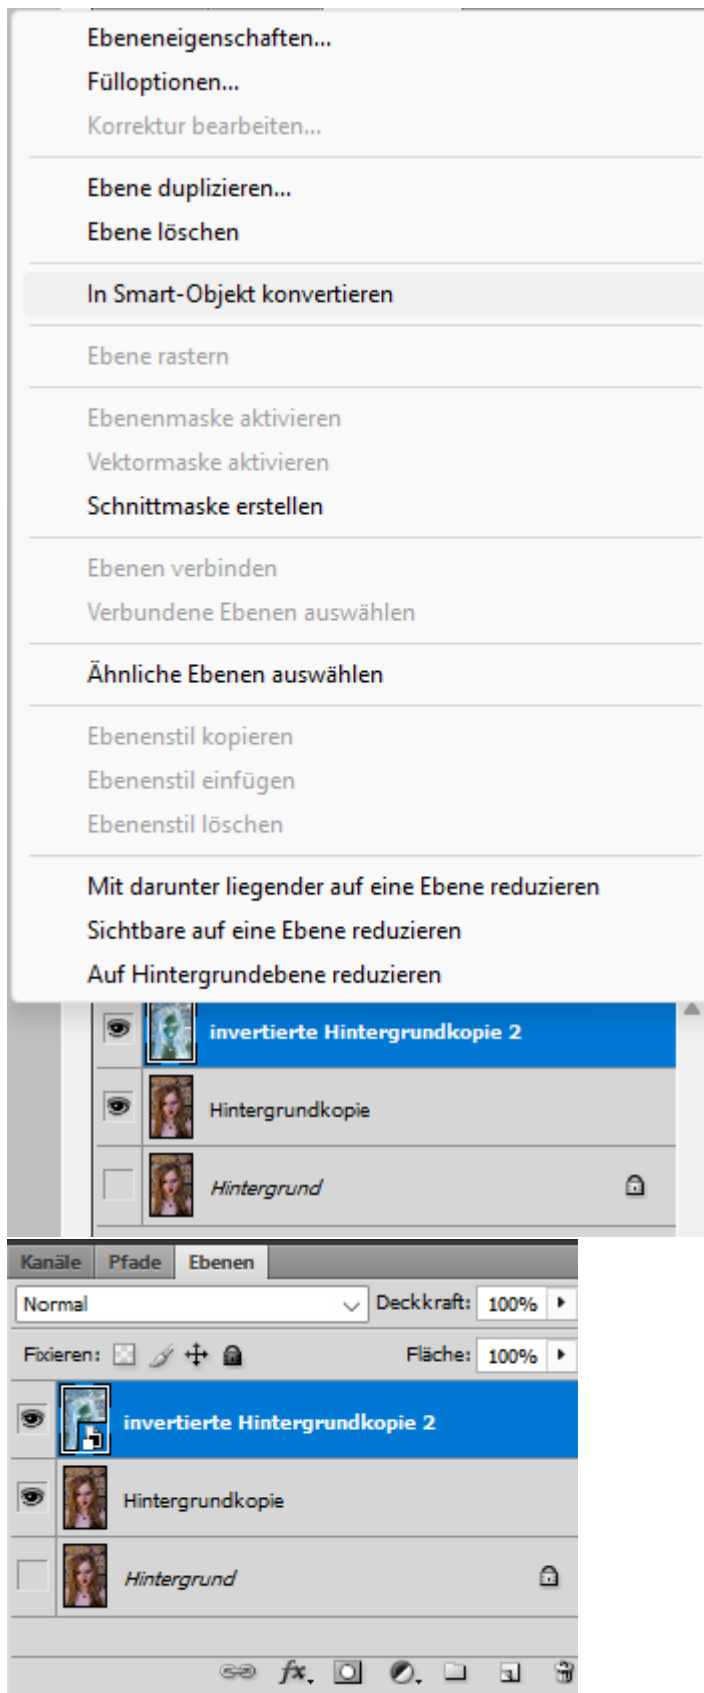 Ebeneneigenschaften...
Fülloptionen...
Korrektur bearbeiten...
Ebene duplizieren...
Ebene löschen
In Smart-Objekt konvertieren
Ebene rastern
Ebenenmaske aktivieren
Vektormaske aktivieren
Schnittmaske erstellen
Ebenen verbinden
Verbundene Ebenen auswählen
Ähnliche Ebenen auswählen
Ebenenstil kopieren
Ebenenstil einfügen
Ebenenstil löschen
Mit darunter liegender auf eine Ebene reduzieren
Sichtbare auf eine Ebene reduzieren
Auf Hintergrundebene reduzieren
invertierte Hintergrundkopie 2
Hintergrundkopie
Hintergrund
Kanäle Pfade Ebenen
Normal Deckkraft: 100%
Fixieren: Fläche: 100%
invertierte Hintergrundkopie 2
Hintergrundkopie
Hintergrund
fx.